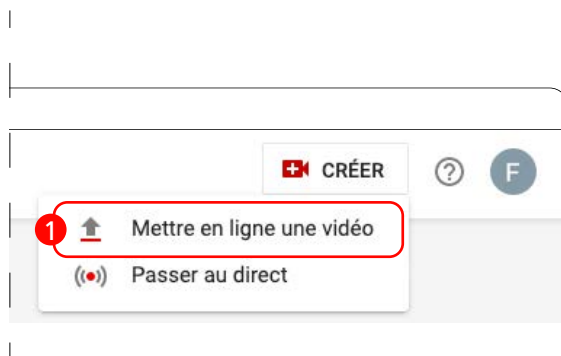 CRÉER
?
F
1
Mettre en ligne une vidéo
Passer au direct